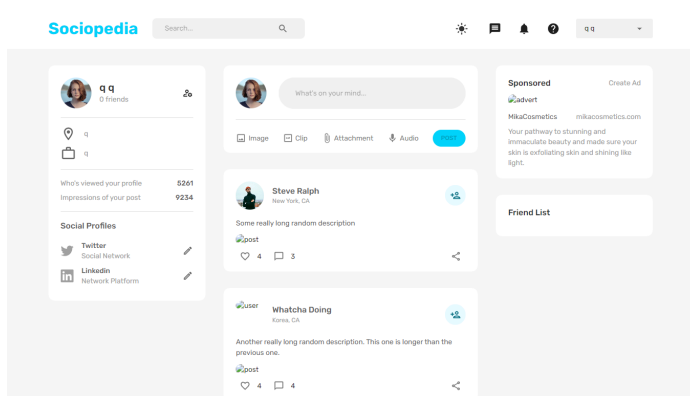 Sociopedia
Search...
q q
q q
0 friends
q
q
Who's viewed your profile 5261
Impressions of your post 9234
Social Profiles
Twitter
Social Network
Linkedin
Network Platform
What's on your mind...
Image Clip Attachment Audio POST
Steve Ralph
New York, CA
Some really long random description
post
4 3
user
Whatcha Doing
Korea, CA
Another really long random description. This one is longer than the
previous one.
post
4 4
Sponsored Create Ad
advert
MikaCosmetics mikacosmetics.com
Your pathway to stunning and
immaculate beauty and made sure your
skin is exfoliating skin and shining like
light.
Friend List